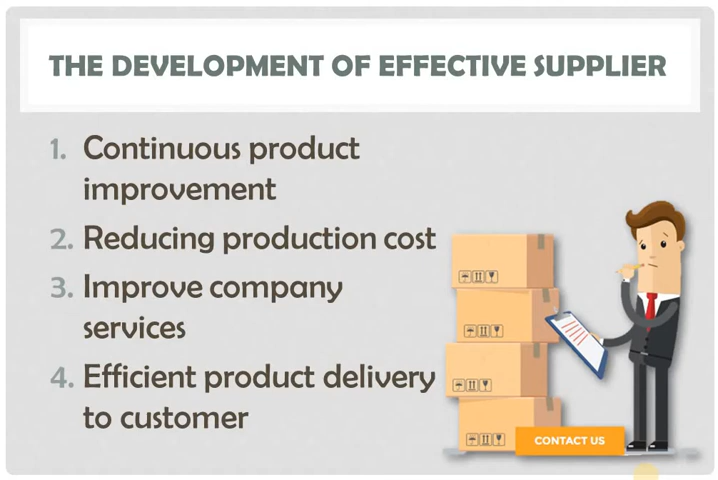 THE DEVELOPMENT OF EFFECTIVE SUPPLIER
1. Continuous product
improvement
2. Reducing production cost
3. Improve company
services
4. Efficient product delivery
to customer
CONTACT US